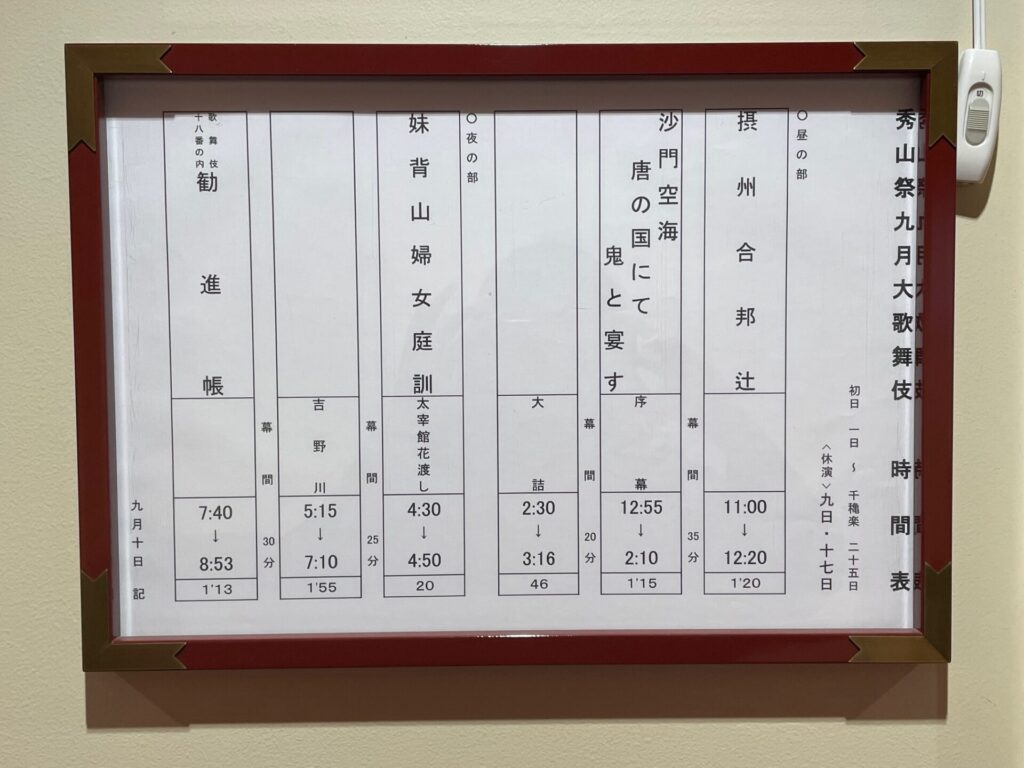 秀山祭九月大歌舞伎 時間表
初日 一日 ~ 千穐楽 二十五日
<休演>九日・十七日
○昼の部
摂州合邦辻
11:00
↓
12:20
1'20
幕間 35分
沙門空海
唐の国にて
鬼と宴す
序幕
12:55
↓
2:10
1'15
幕間 20分
大詰
2:30
↓
3:16
46
○夜の部
妹背山婦女庭訓
太宰館花渡し
4:30
↓
4:50
20
幕間 25分
吉野川
5:15
↓
7:10
1'55
幕間 30分
歌舞伎
十八番の内
勧進帳
7:40
↓
8:53
1'13
九月十日 記
切